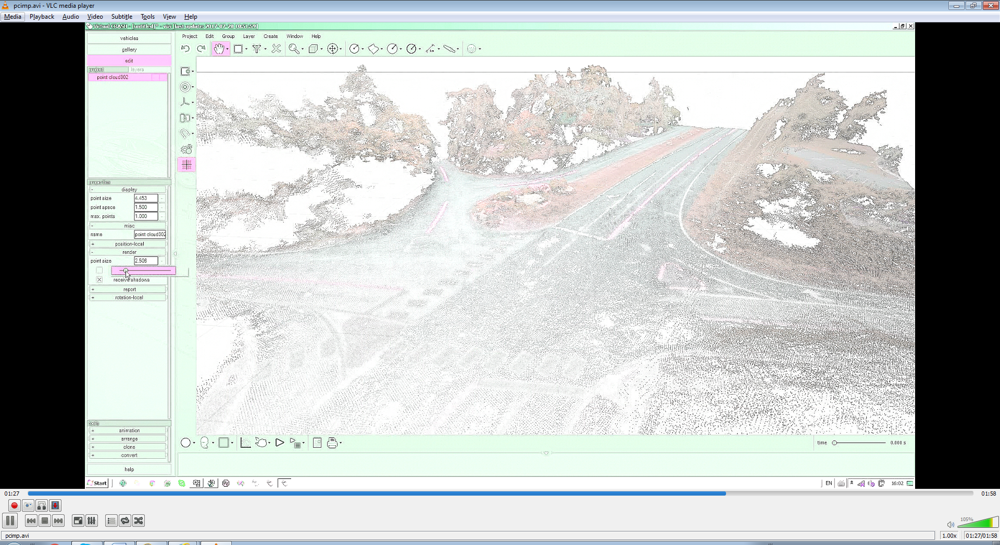 pcimp.avi - VLC media player
Media Playback Audio Video Subtitle Tools View Help
Virtual CRASH - [untitled]* - vizi [last update: 2017-07-28 10:51:59]
vehicles
gallery
edit
project layers
point cloud002
Project Edit Group Layer Create Window Help
properties
- display
point size 4.453
point space 1.500
max. points 1.000
- misc
name point cloud002
+ position-local
- render
point size 2.508
receive shadows
+ report
+ rotation-local
tools
+ animation
+ arrange
+ clone
+ convert
help
time 0.000 s
Start
EN 16:02
01:27 01:58
105%
pcimp.avi 1.00x 01:27/01:58